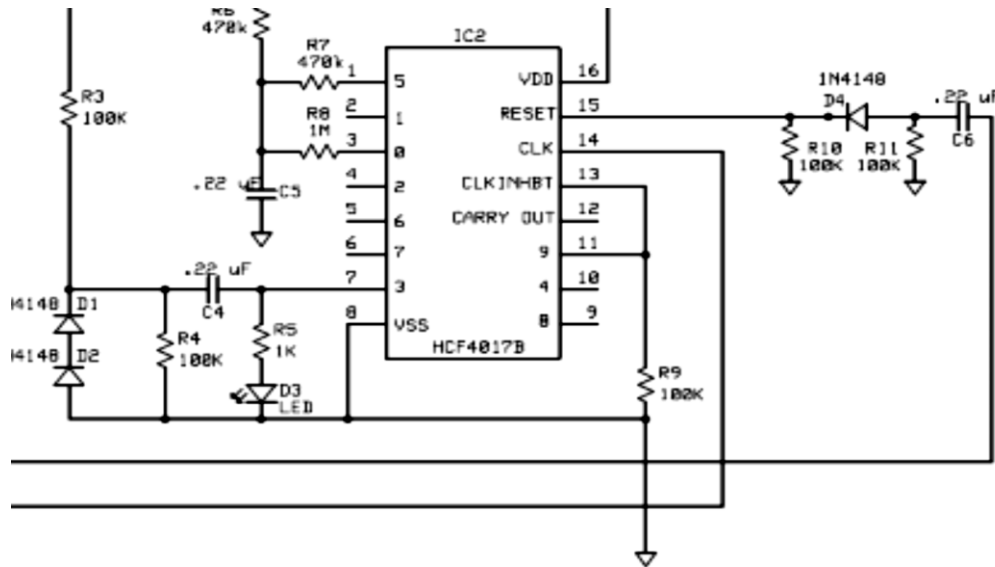 R6
470k
IC2
R7
470k
1
5
VDD
16
1N4148
R3
100K
2
1
RESET
15
D4
.22 uF
C6
R8
1M
3
0
CLK
14
R10
100K
R11
100K
.22 uF
C5
4
2
CLKINHBT
13
5
6
CARRY OUT
12
6
7
9
11
.22 uF
C4
7
3
4
10
4148
D1
8
VSS
8
9
R4
100K
R5
1K
HCF4017B
4148
D2
D3
LED
R9
100K